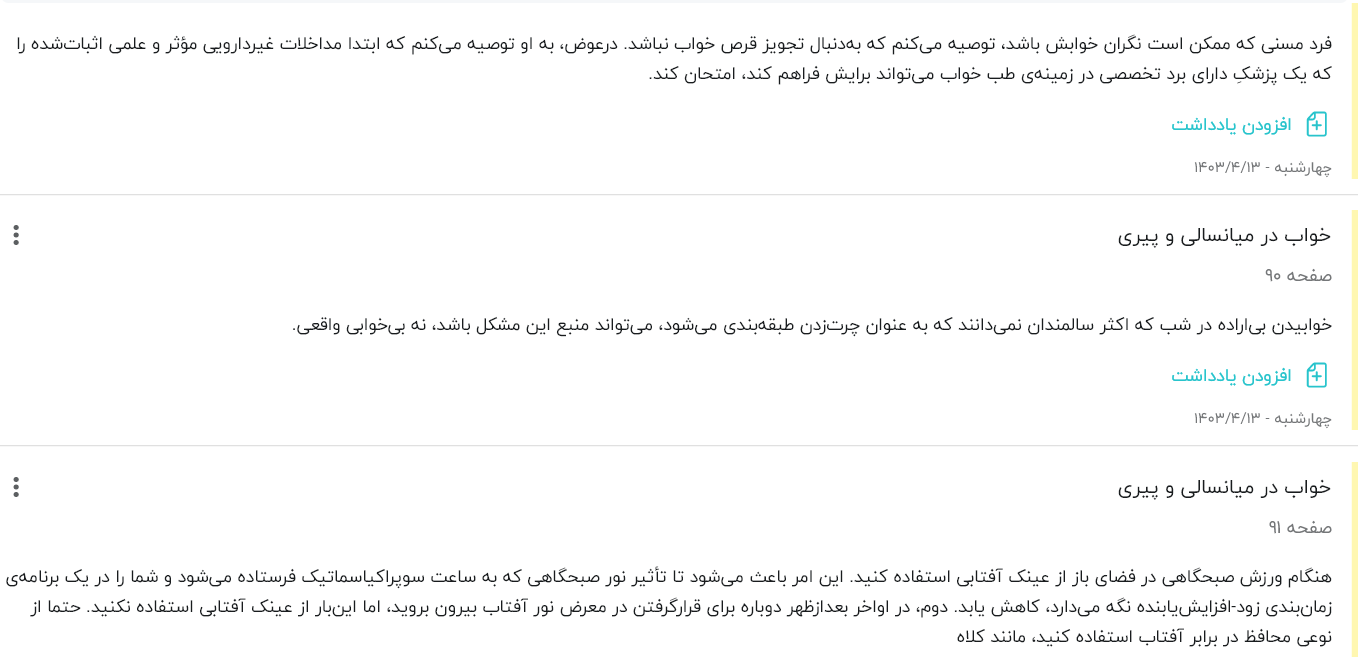 فرد مسنی که ممکن است نگران خوابش باشد، توصیه می‌کنم که به‌دنبال تجویز قرص خواب نباشد. درعوض، به او توصیه می‌کنم که ابتدا مداخلات غیردارویی مؤثر و علمی اثبات‌شده را
که یک پزشکِ دارای برد تخصصی در زمینه‌ی طب خواب می‌تواند برایش فراهم کند، امتحان کند.
افزودن یادداشت
چهارشنبه - ۱۴۰۳/۴/۱۳
خواب در میانسالی و پیری
صفحه ۹۰
خوابیدن بی‌اراده در شب که اکثر سالمندان نمی‌دانند که به عنوان چرت‌زدن طبقه‌بندی می‌شود، می‌تواند منبع این مشکل باشد، نه بی‌خوابی واقعی.
افزودن یادداشت
چهارشنبه - ۱۴۰۳/۴/۱۳
خواب در میانسالی و پیری
صفحه ۹۱
هنگام ورزش صبحگاهی در فضای باز از عینک آفتابی استفاده کنید. این امر باعث می‌شود تا تأثیر نور صبحگاهی که به ساعت سوپراکیاسماتیک فرستاده می‌شود و شما را در یک برنامه‌ی
زمان‌بندی زود-افزایش‌یابنده نگه می‌دارد، کاهش یابد. دوم، در اواخر بعدازظهر دوباره برای قرارگرفتن در معرض نور آفتاب بیرون بروید، اما این‌بار از عینک آفتابی استفاده نکنید. حتما از
نوعی محافظ در برابر آفتاب استفاده کنید، مانند کلاه